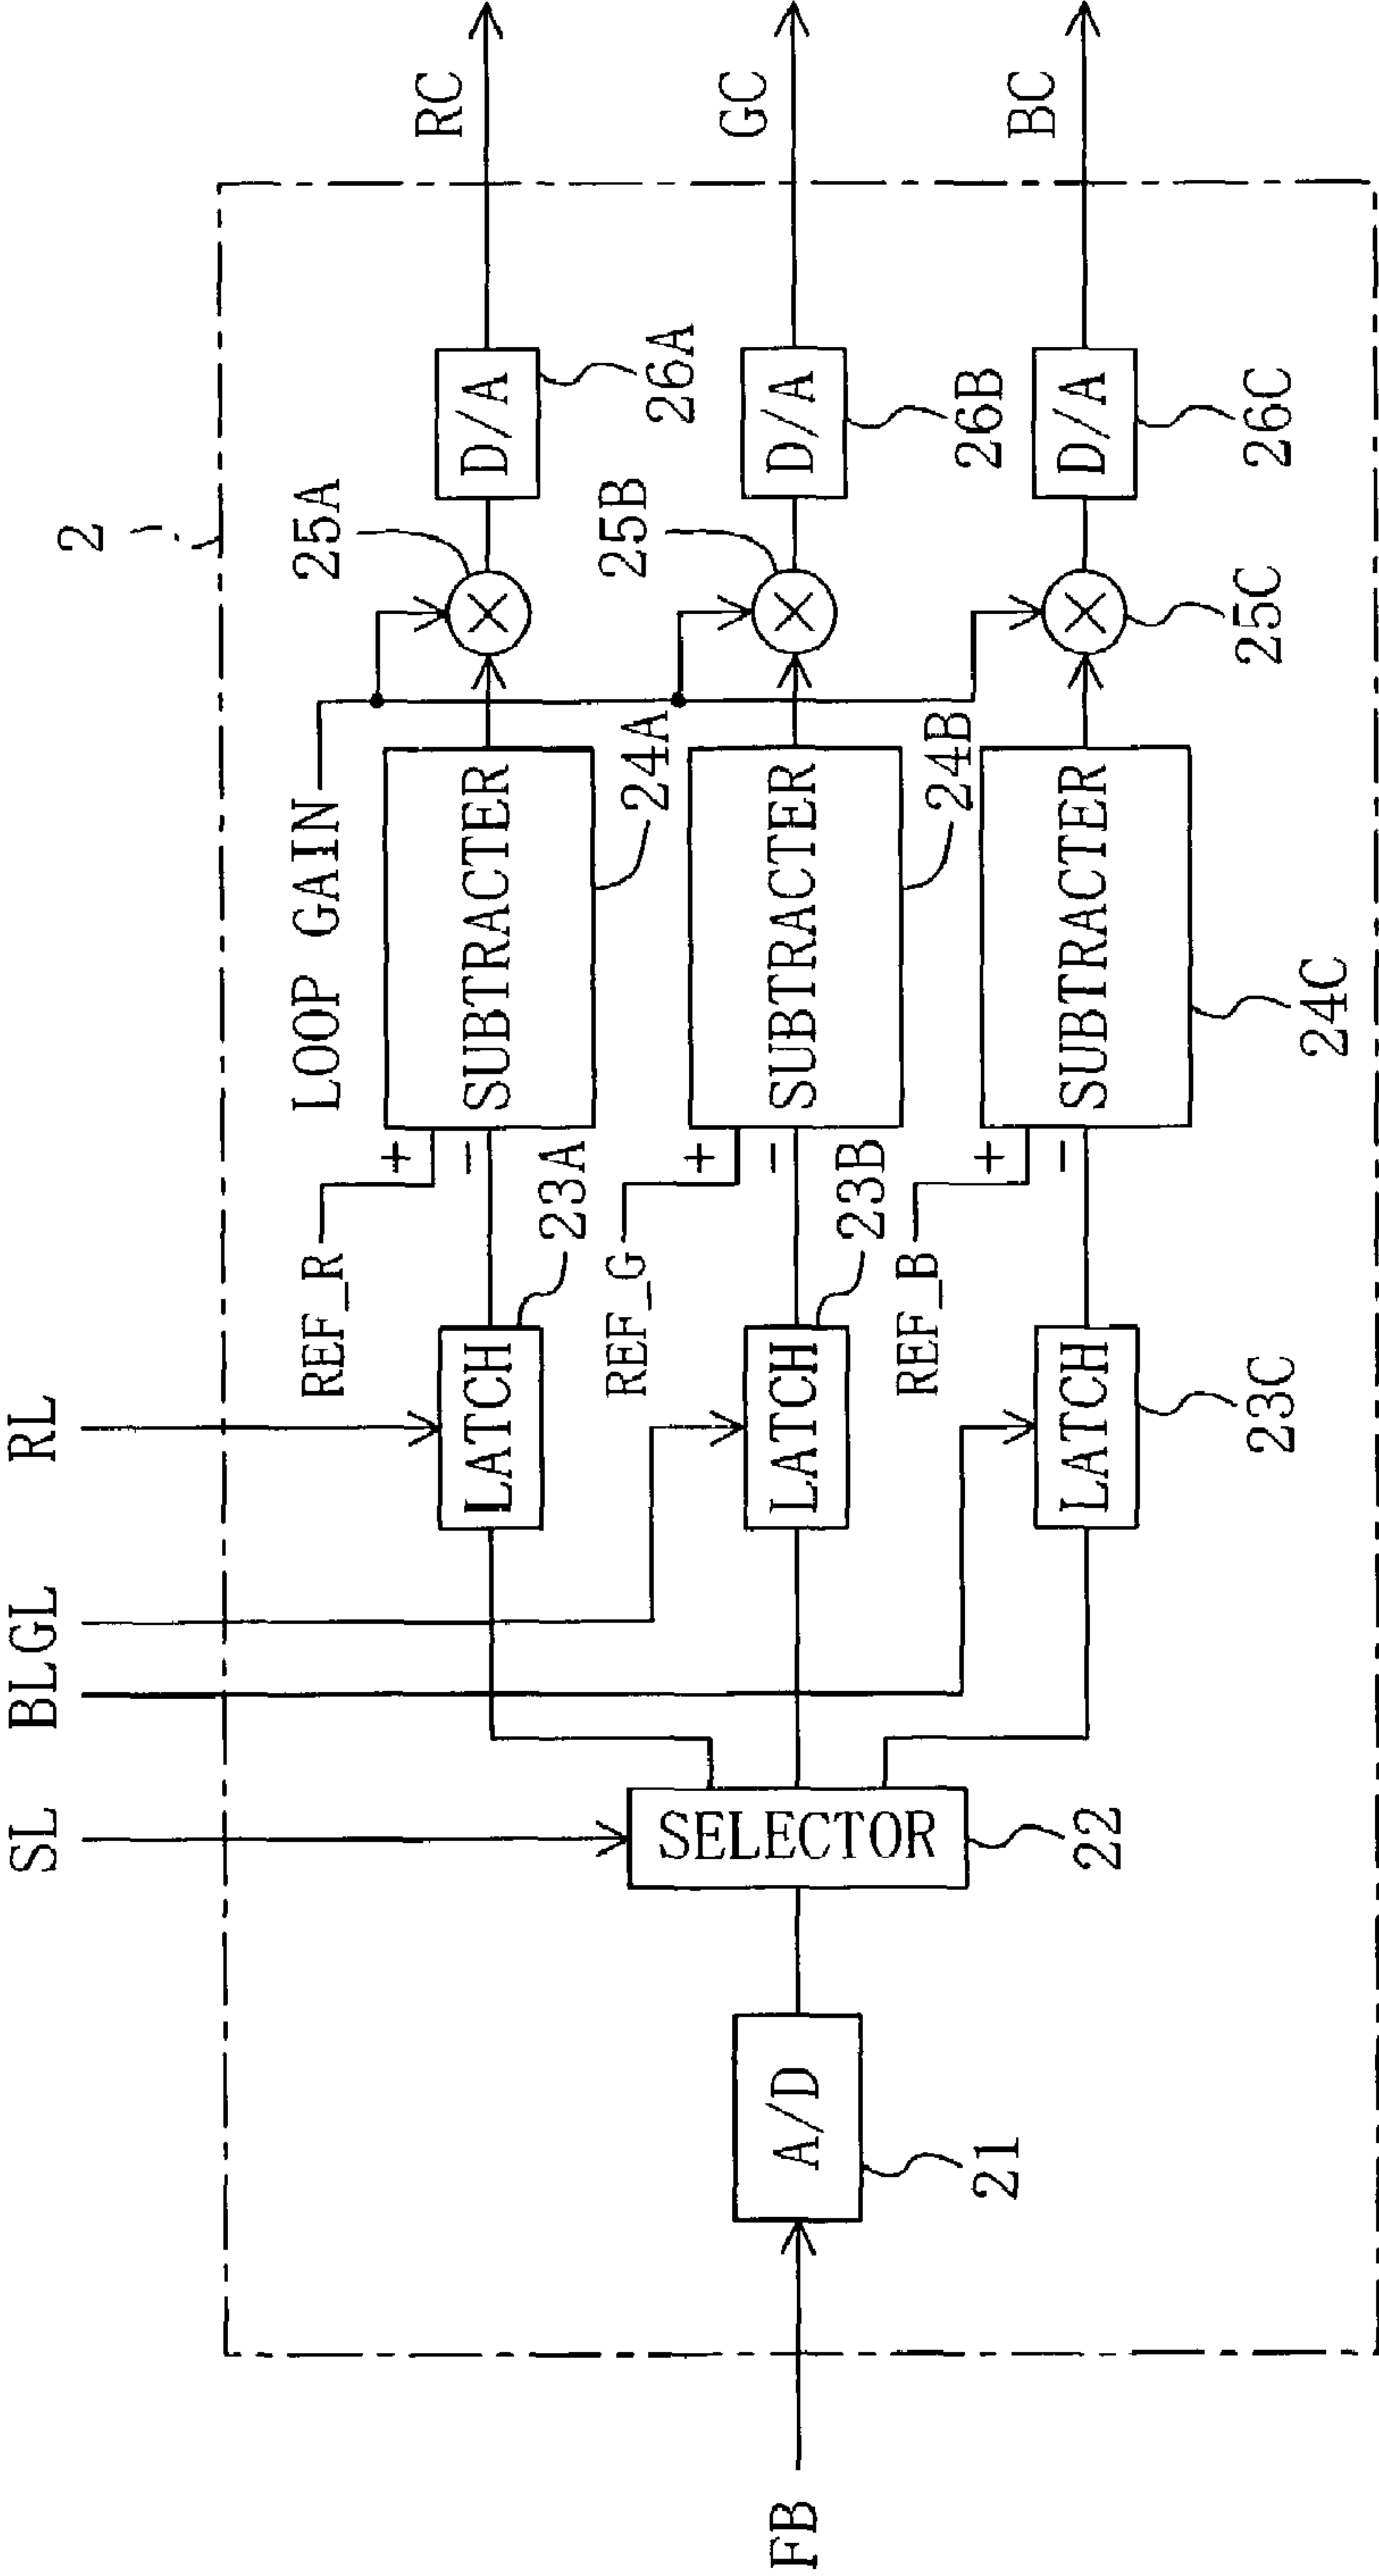 SL
BLGL
RL
2
RC
GC
BC
FB
A/D
21
SELECTOR
22
LATCH
23A
LATCH
23B
LATCH
23C
REF_R
REF_G
REF_B
+
-
+
-
+
-
SUBTRACTER
24A
SUBTRACTER
24B
SUBTRACTER
24C
LOOP GAIN
×
25A
×
25B
×
25C
D/A
26A
D/A
26B
D/A
26C